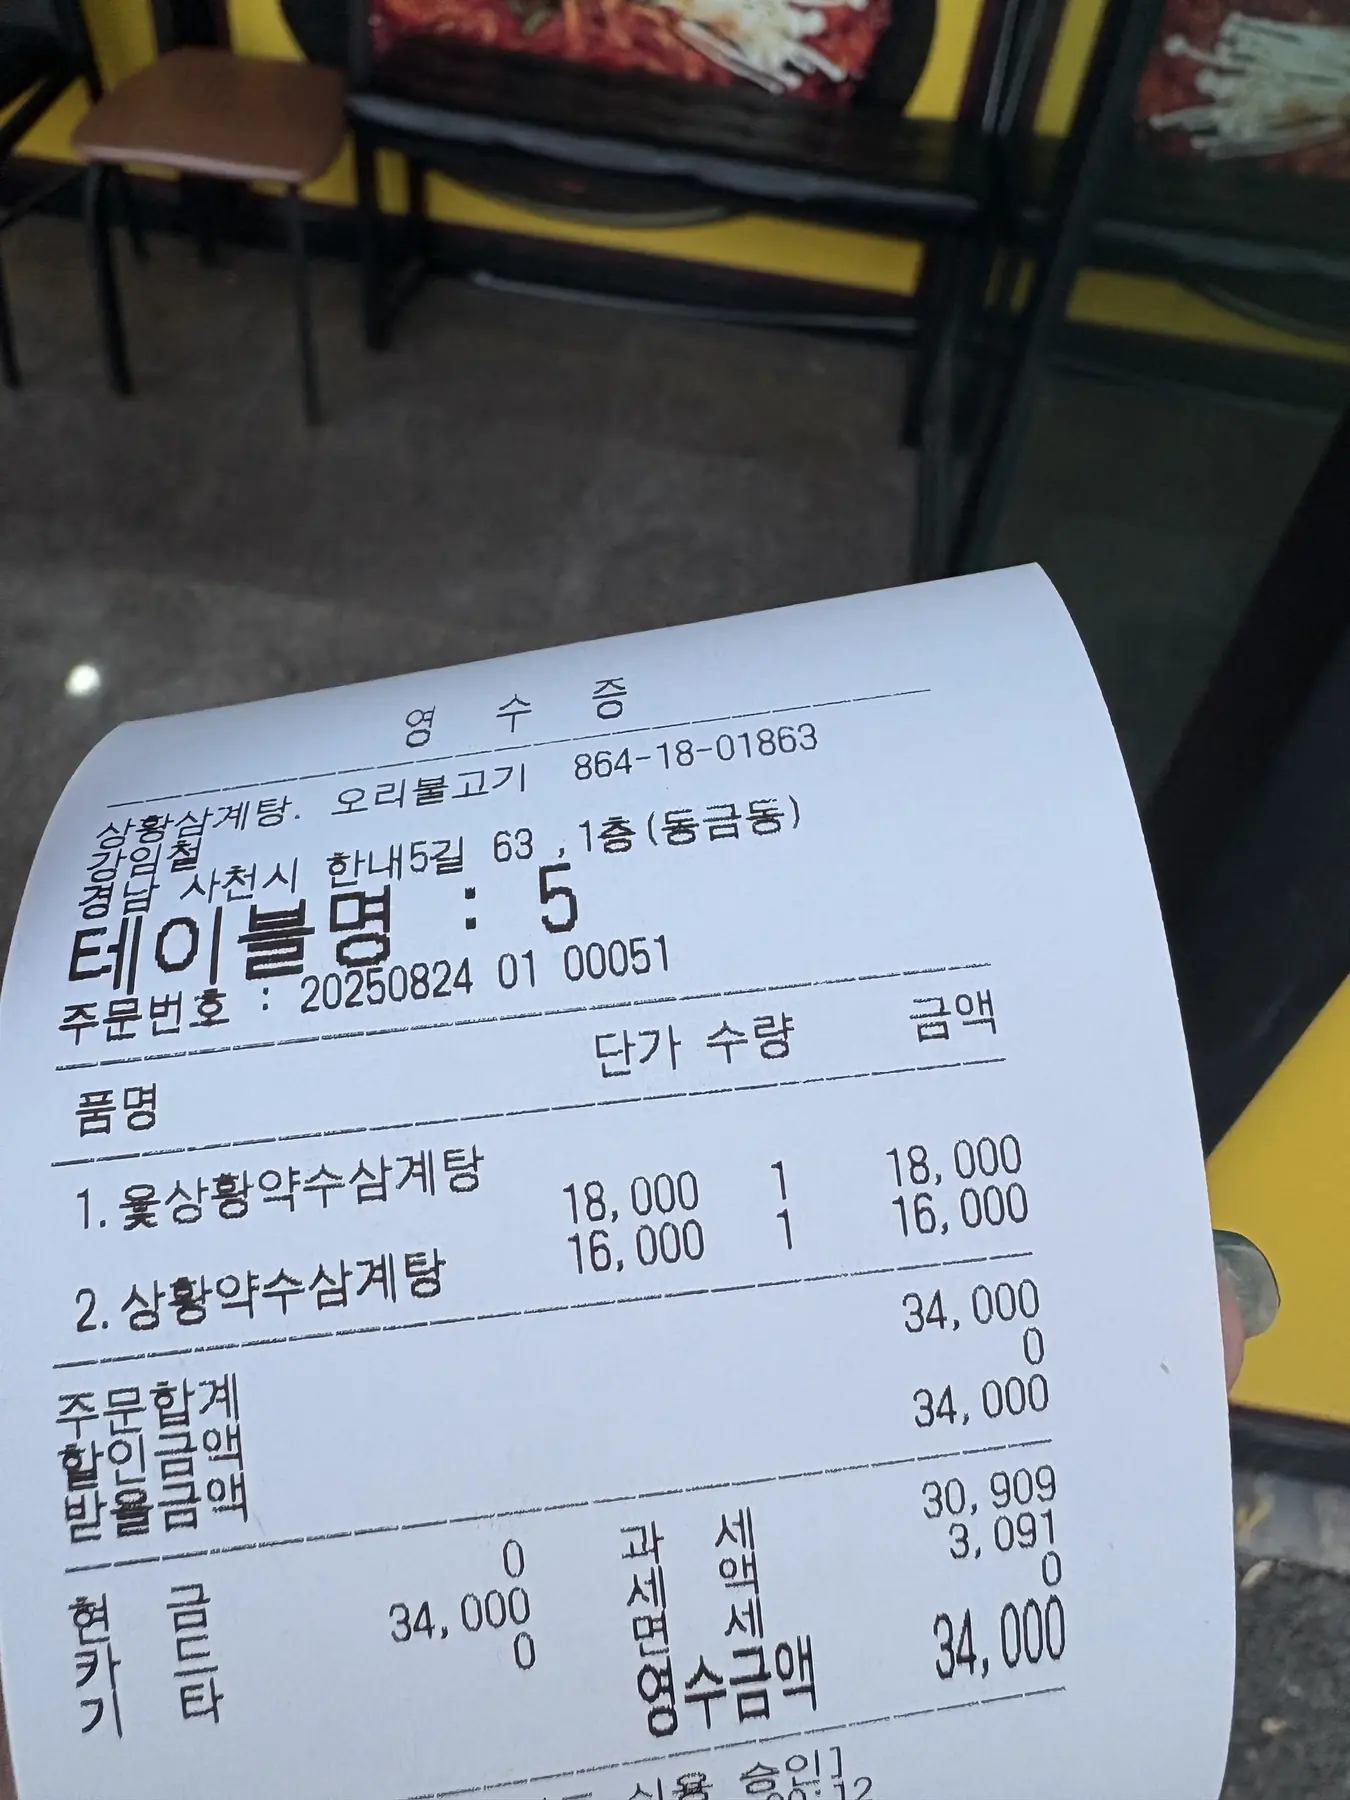 영 수 증
상황삼계탕. 오리불고기 864-18-01863
강임철
경남 사천시 한내5길 63 , 1층(동금동)
테이블명 : 5
주문번호 : 20250824 01 00051
품명 단가 수량 금액
1. 옻상황약수삼계탕 18,000 1 18,000
2. 상황약수삼계탕 16,000 1 16,000
주문합계 34,000
할인금액 0
받을금액 34,000
현 금 0 과 세 30,909
카 드 34,000 세 액 3,091
기 타 0 면 세 0
영수금액 34,000
신용 승인]